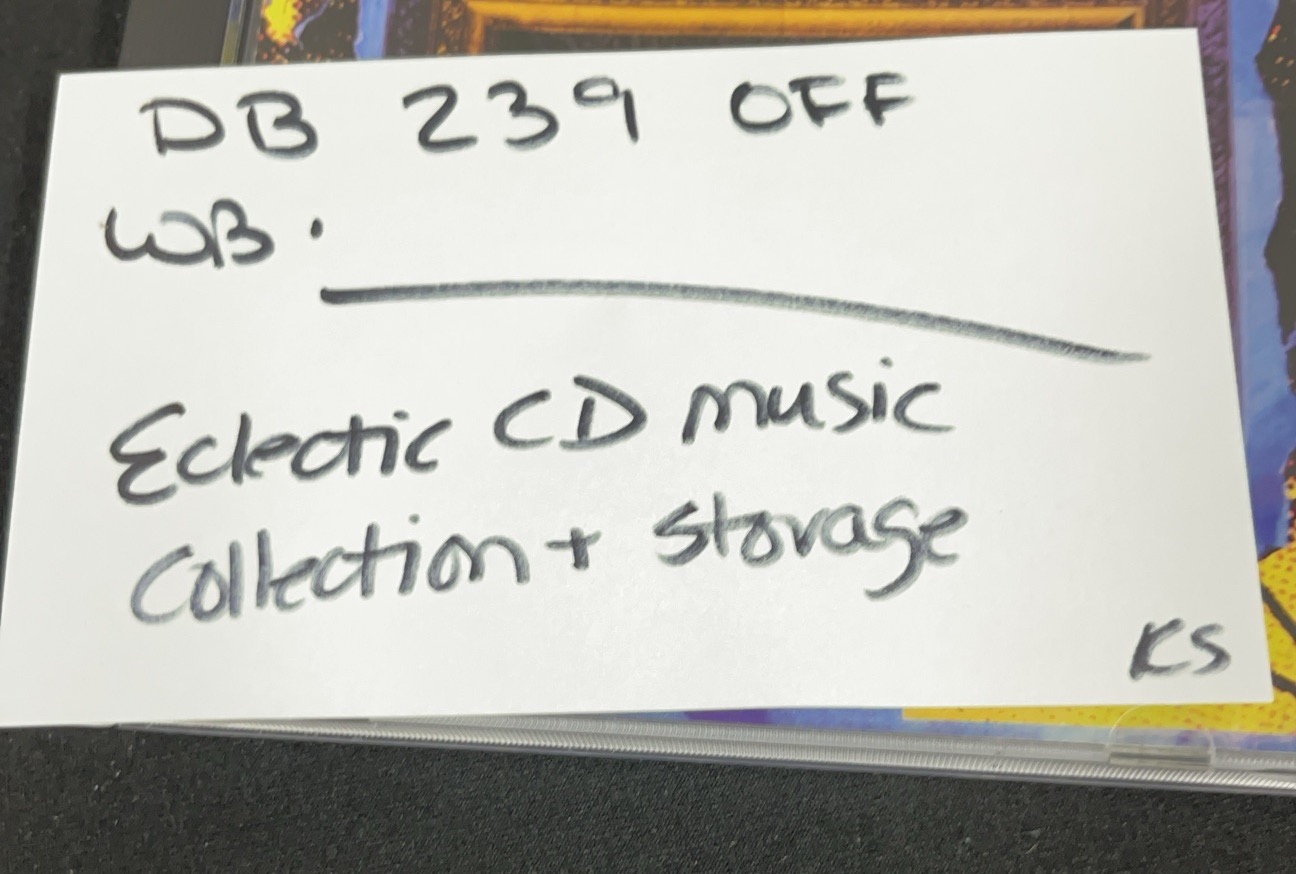 DB 239 OFF
WB.
Eclectic CD music
Collection + Storage
KS